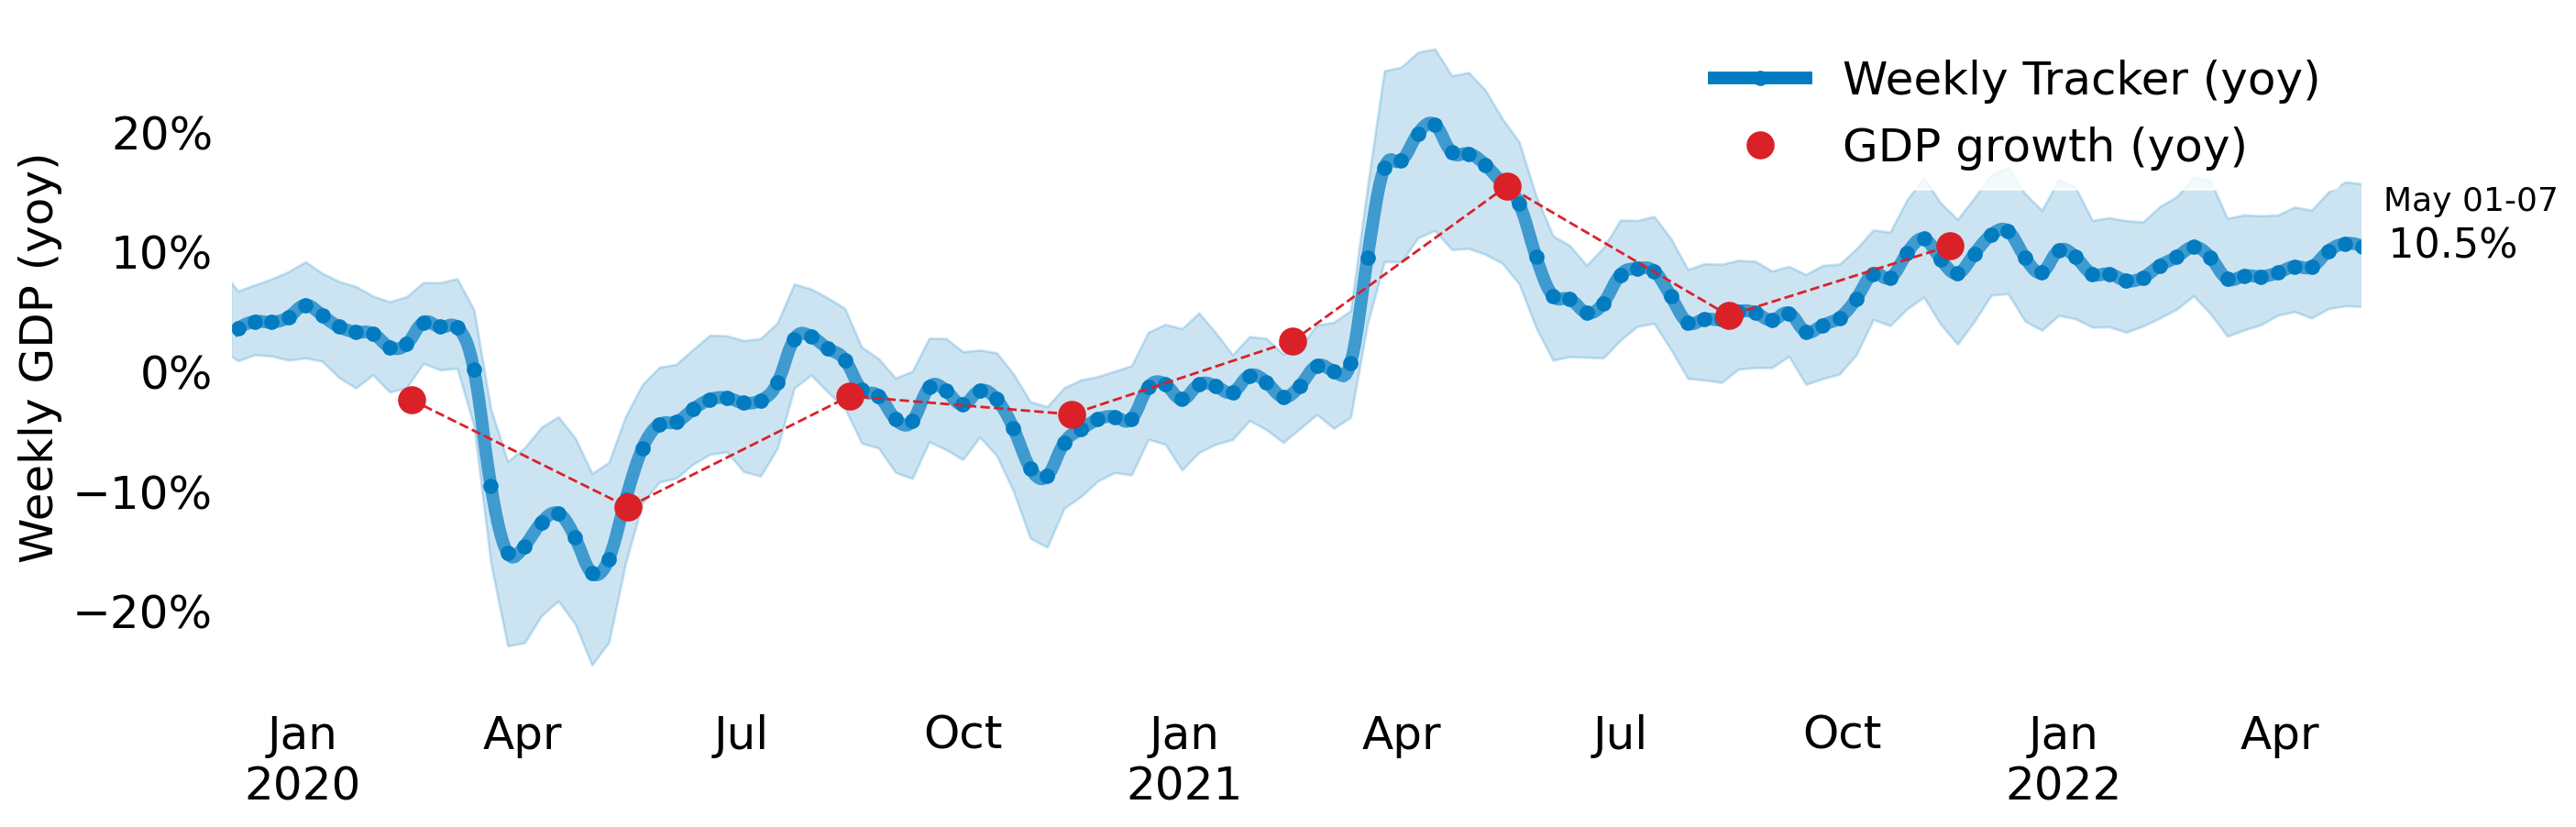 Weekly Tracker (yoy)
GDP growth (yoy)
Weekly GDP (yoy)
20%
10%
0%
−10%
−20%
May 01-07
10.5%
Jan Apr Jul Oct Jan Apr Jul Oct Jan Apr
2020 2021 2022